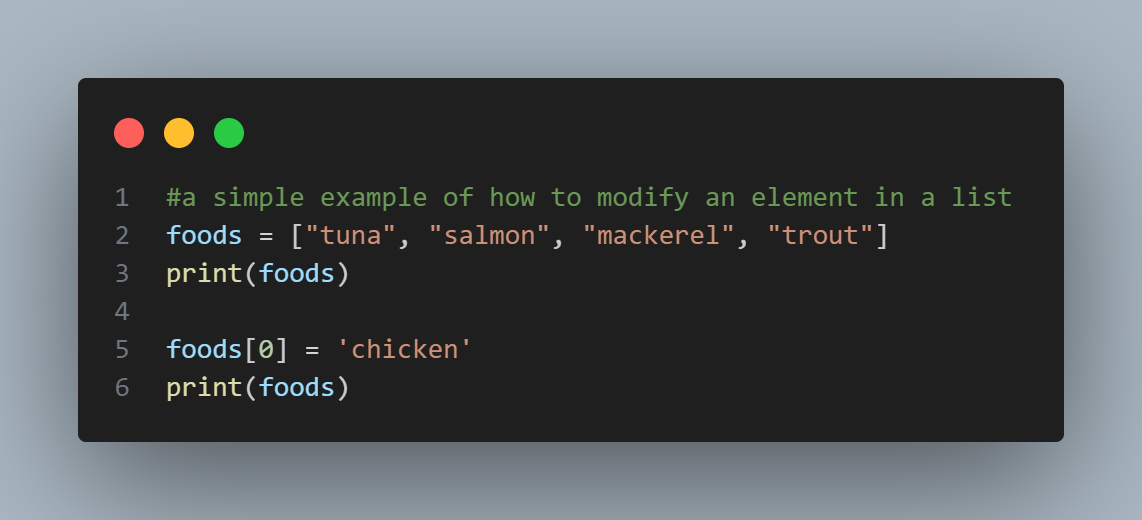 1 #a simple example of how to modify an element in a list
2 foods = ["tuna", "salmon", "mackerel", "trout"]
3 print(foods)
4
5 foods[0] = 'chicken'
6 print(foods)